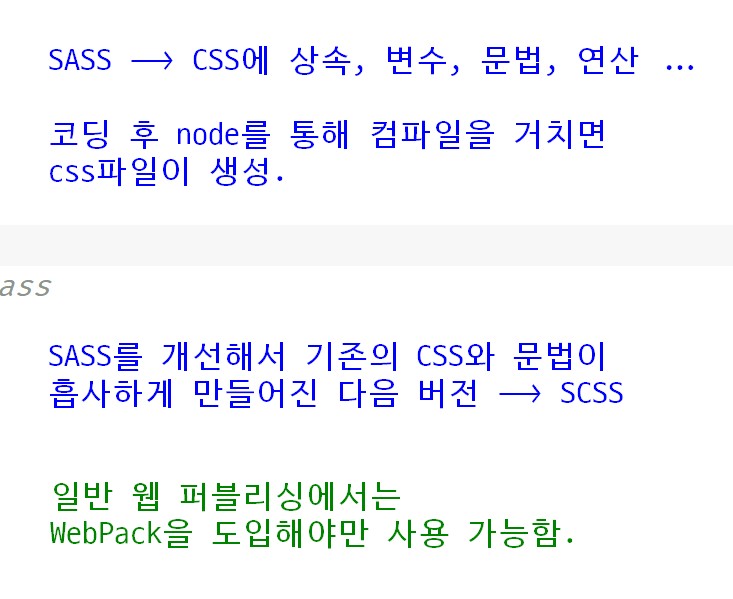 SASS —> CSS에 상속, 변수, 문법, 연산 ...
코딩 후 node를 통해 컴파일을 거치면
css파일이 생성.
ass
SASS를 개선해서 기존의 CSS와 문법이
흡사하게 만들어진 다음 버전 —> SCSS
일반 웹 퍼블리싱에서는
WebPack을 도입해야만 사용 가능함.